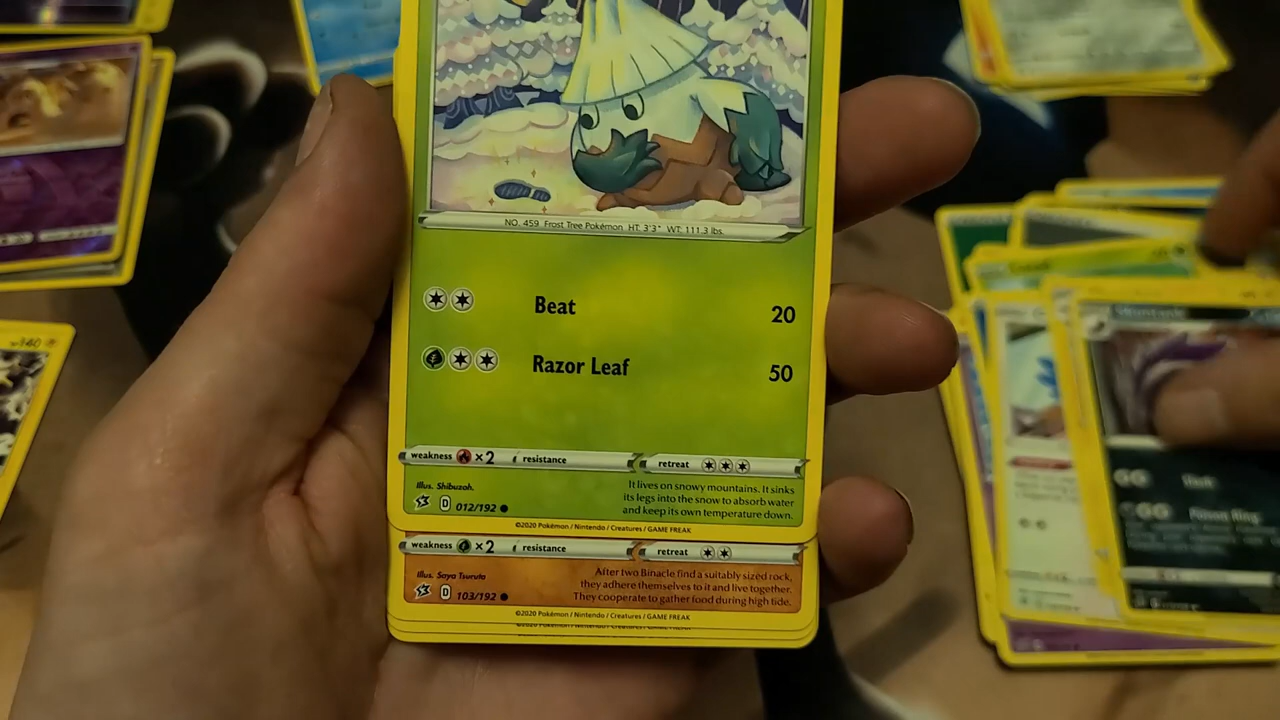 NO. 459 Frost Tree Pokémon HT: 3'3" WT: 111.3 lbs.
Beat 20
Razor Leaf 50
weakness ×2 resistance retreat
Illus. Shibuzoh.
It lives on snowy mountains. It sinks
its legs into the snow to absorb water
and keep its own temperature down.
D 012/192
©2020 Pokémon / Nintendo / Creatures / GAME FREAK
weakness ×2 resistance retreat
Illus. Saya Tsuruta
After two Binacle find a suitably sized rock,
they adhere themselves to it and live together.
They cooperate to gather food during high tide.
D 103/192
©2020 Pokémon / Nintendo / Creatures / GAME FREAK
140